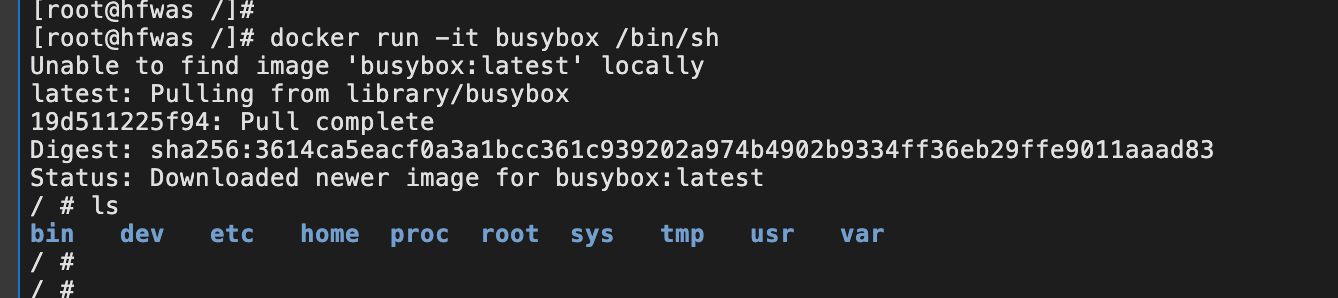 [root@hfwas /]#
[root@hfwas /]# docker run -it busybox /bin/sh
Unable to find image 'busybox:latest' locally
latest: Pulling from library/busybox
19d511225f94: Pull complete
Digest: sha256:3614ca5eacf0a3a1bcc361c939202a974b4902b9334ff36eb29ffe9011aaad83
Status: Downloaded newer image for busybox:latest
/ # ls
bin   dev   etc   home  proc  root  sys   tmp   usr   var
/ #
/ #